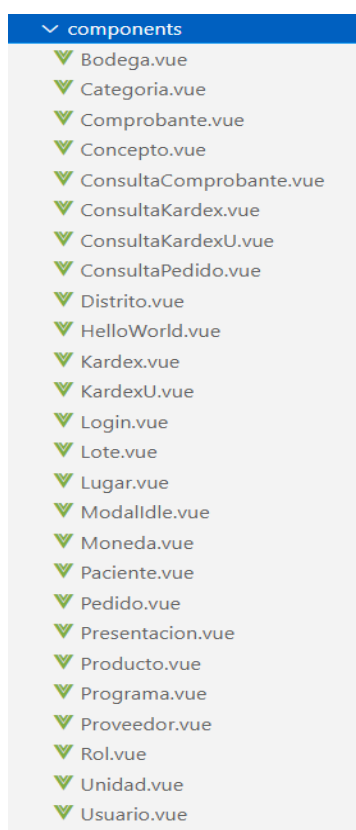 components
Bodega.vue
Categoria.vue
Comprobante.vue
Concepto.vue
ConsultaComprobante.vue
ConsultaKardex.vue
ConsultaKardexU.vue
ConsultaPedido.vue
Distrito.vue
HelloWorld.vue
Kardex.vue
KardexU.vue
Login.vue
Lote.vue
Lugar.vue
ModalIdle.vue
Moneda.vue
Paciente.vue
Pedido.vue
Presentacion.vue
Producto.vue
Programa.vue
Proveedor.vue
Rol.vue
Unidad.vue
Usuario.vue